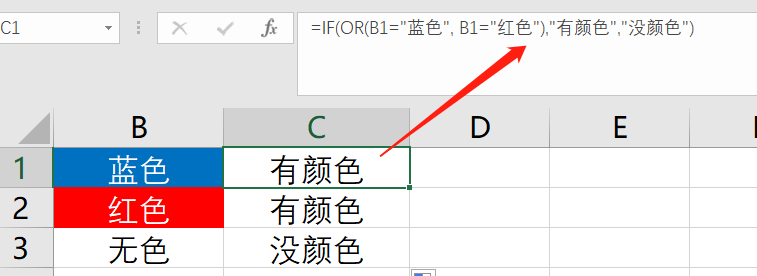 C1 fx =IF(OR(B1="蓝色", B1="红色"),"有颜色","没颜色")
B C D E
1 蓝色 有颜色
2 红色 有颜色
3 无色 没颜色